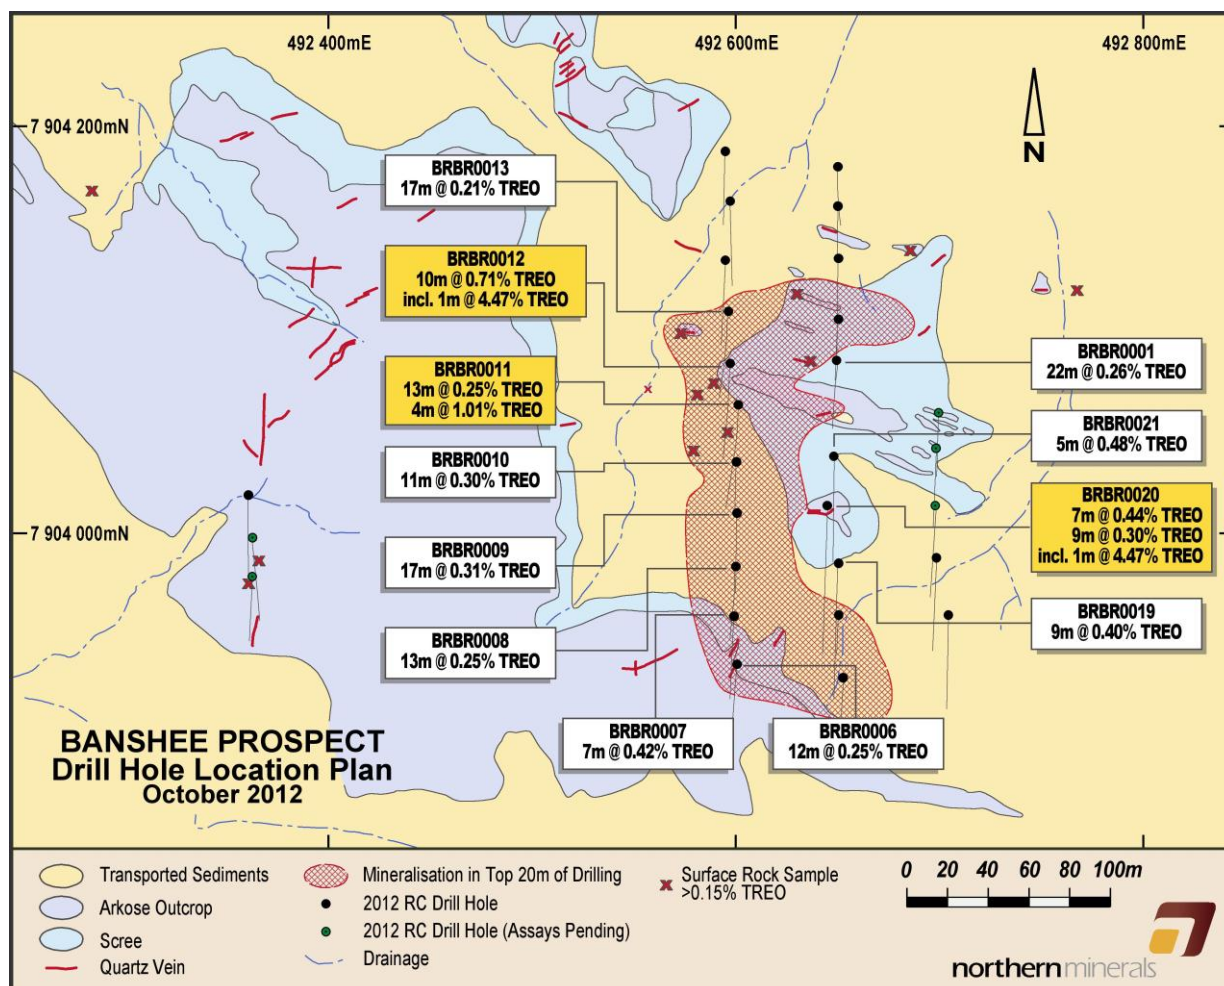 492 400mE
492 600mE
492 800mE
7 904 200mN
N
BRBR0013
17m @ 0.21% TREO
BRBR0012
10m @ 0.71% TREO
incl. 1m @ 4.47% TREO
BRBR0011
13m @ 0.25% TREO
4m @ 1.01% TREO
BRBR0001
22m @ 0.26% TREO
BRBR0021
5m @ 0.48% TREO
BRBR0010
11m @ 0.30% TREO
BRBR0020
7m @ 0.44% TREO
9m @ 0.30% TREO
incl. 1m @ 4.47% TREO
7 904 000mN
BRBR0009
17m @ 0.31% TREO
BRBR0019
9m @ 0.40% TREO
BRBR0008
13m @ 0.25% TREO
BRBR0007
7m @ 0.42% TREO
BRBR0006
12m @ 0.25% TREO
BANSHEE PROSPECT
Drill Hole Location Plan
October 2012
Transported Sediments
Arkose Outcrop
Scree
Quartz Vein
Mineralisation in Top 20m of Drilling
2012 RC Drill Hole
2012 RC Drill Hole (Assays Pending)
Drainage
Surface Rock Sample
>0.15% TREO
0 20 40 60 80 100m
northernminerals